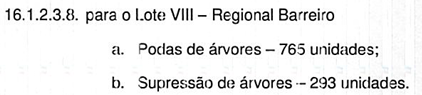 16.1.2.3.8. para o Lote VIII – Regional Barreiro
a. Podas de árvores – 765 unidades;
b. Supressão de árvores -- 293 unidades.